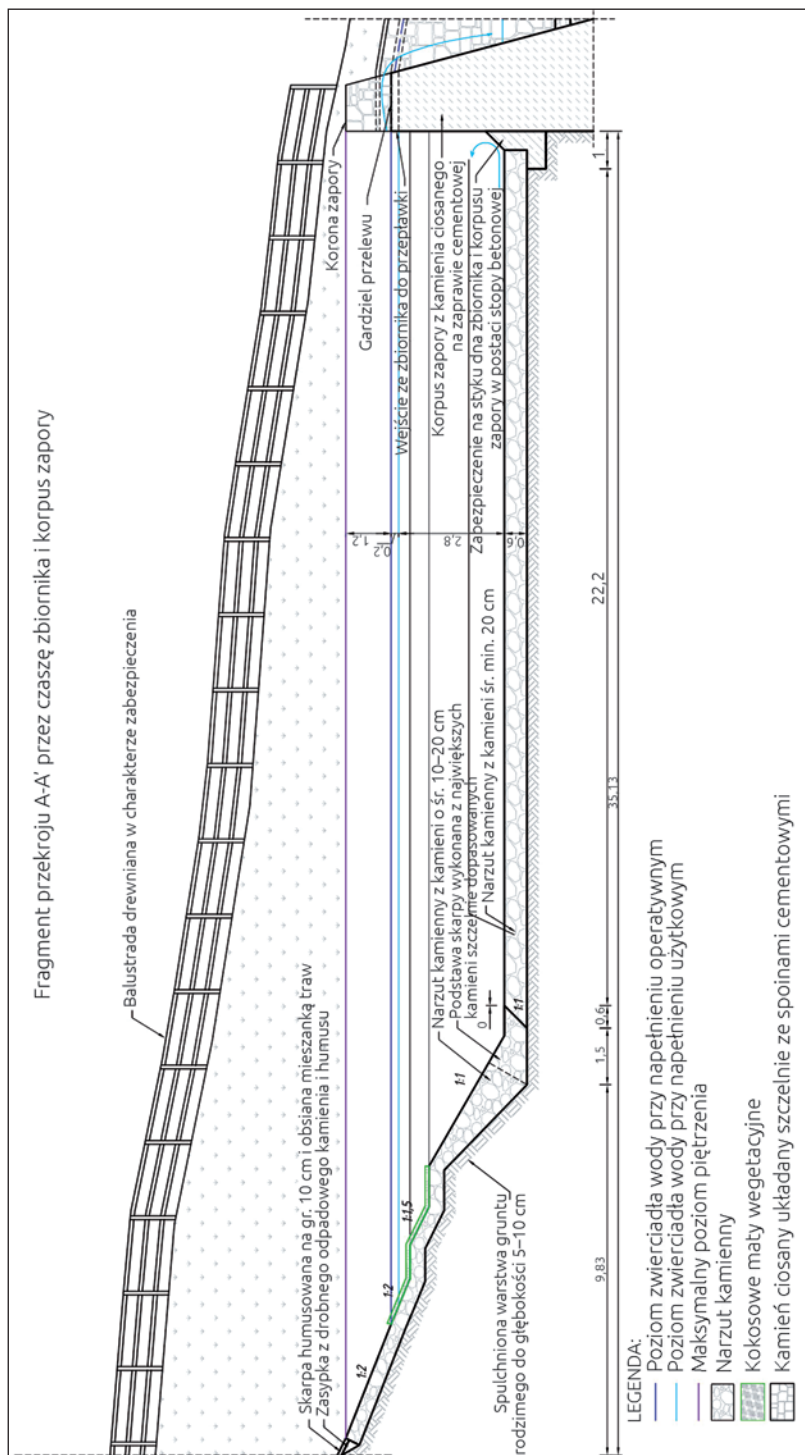 Fragment przekroju A-A' przez czaszę zbiornika i korpus zapory
Balustrada drewniana w charakterze zabezpieczenia
Skarpa humusowana na gr. 10 cm i obsiana mieszanką traw
Zasypka z drobnego odpadowego kamienia i humusu
Korona zapory
Gardziel przelewu
Wejście ze zbiornika do przepławki
Korpus zapory z kamienia ciosanego
na zaprawie cementowej
Zabezpieczenie na styku dna zbiornika i korpusu
zapory w postaci stopy betonowej
1:2
1:2
1:1,5
1:1
1:1
Narzut kamienny z kamieni o śr. 10–20 cm
Podstawa skarpy wykonana z największych
kamieni szczelnie dopasowanych
Narzut kamienny z kamieni śr. min. 20 cm
0
1,2
0,2
2,8
0,6
Spulchniona warstwa gruntu
rodzimego do głębokości 5–10 cm
9,83
1,5
0,6
22,2
1
35,13
LEGENDA:
Poziom zwierciadła wody przy napełnieniu operatywnym
Poziom zwierciadła wody przy napełnieniu użytkowym
Maksymalny poziom piętrzenia
Narzut kamienny
Kokosowe maty wegetacyjne
Kamień ciosany układany szczelnie ze spoinami cementowymi